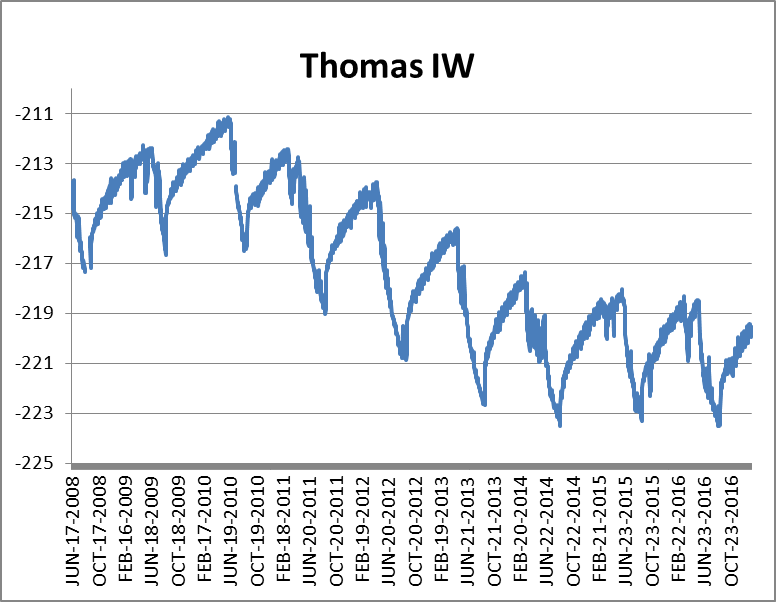 Thomas IW
-211
-213
-215
-217
-219
-221
-223
-225
JUN-17-2008
OCT-17-2008
FEB-16-2009
JUN-18-2009
OCT-18-2009
FEB-17-2010
JUN-19-2010
OCT-19-2010
FEB-18-2011
JUN-20-2011
OCT-20-2011
FEB-19-2012
JUN-20-2012
OCT-20-2012
FEB-19-2013
JUN-21-2013
OCT-21-2013
FEB-20-2014
JUN-22-2014
OCT-22-2014
FEB-21-2015
JUN-23-2015
OCT-23-2015
FEB-22-2016
JUN-23-2016
OCT-23-2016